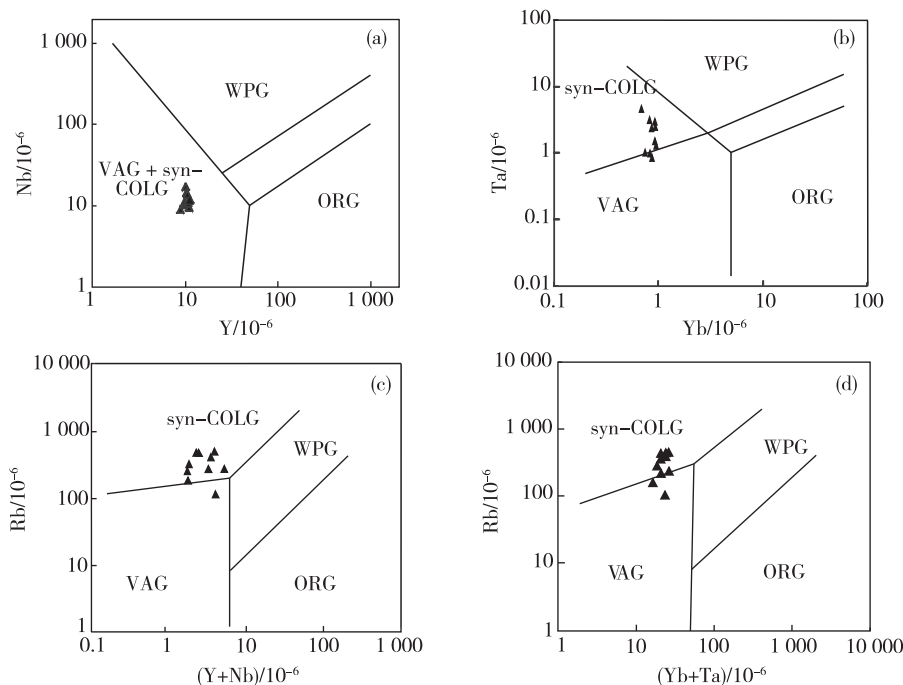 (a)
1 000
100
10
1
Nb/10⁻⁶
WPG
VAG + syn-
COLG
ORG
1
10
100
1 000
Y/10⁻⁶
(b)
100
10
1
0.1
0.01
Ta/10⁻⁶
WPG
syn-COLG
VAG
ORG
0.1
1
10
100
Yb/10⁻⁶
(c)
10 000
1 000
100
10
1
Rb/10⁻⁶
syn-COLG
WPG
VAG
ORG
0.1
1
10
100
1 000
(Y+Nb)/10⁻⁶
(d)
10 000
1 000
100
10
1
Rb/10⁻⁶
syn-COLG
WPG
VAG
ORG
1
10
100
1 000
10 000
(Yb+Ta)/10⁻⁶